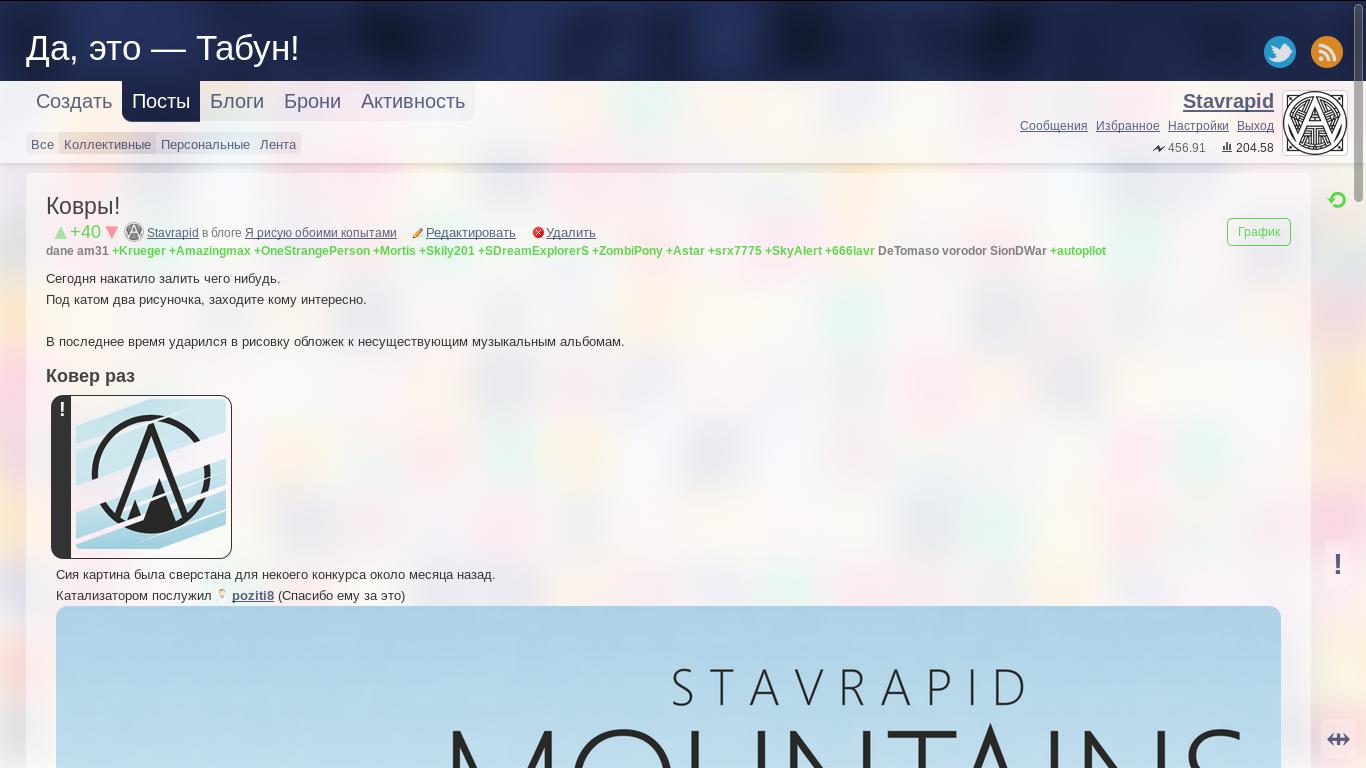 Да, это — Табун!
Создать Посты Блоги Брони Активность
Stavrapid
Сообщения Избранное Настройки Выход
Все Коллективные Персональные Лента
456.91 204.58
Ковры!
+40 Stavrapid в блоге Я рисую обоими копытами Редактировать Удалить
График
dane am31 +Krueger +Amazingmax +OneStrangePerson +Mortis +Skily201 +SDreamExplorerS +ZombiPony +Astar +srx7775 +SkyAlert +666lavr DeTomaso vorodor SionDWar +autopilot
Сегодня накатило залить чего нибудь.
Под катом два рисуночка, заходите кому интересно.
В последнее время ударился в рисовку обложек к несуществующим музыкальным альбомам.
Ковер раз
!
Сия картина была сверстана для некоего конкурса около месяца назад.
Катализатором послужил poziti8 (Спасибо ему за это)
!
STAVRAPID
MOUNTAINS